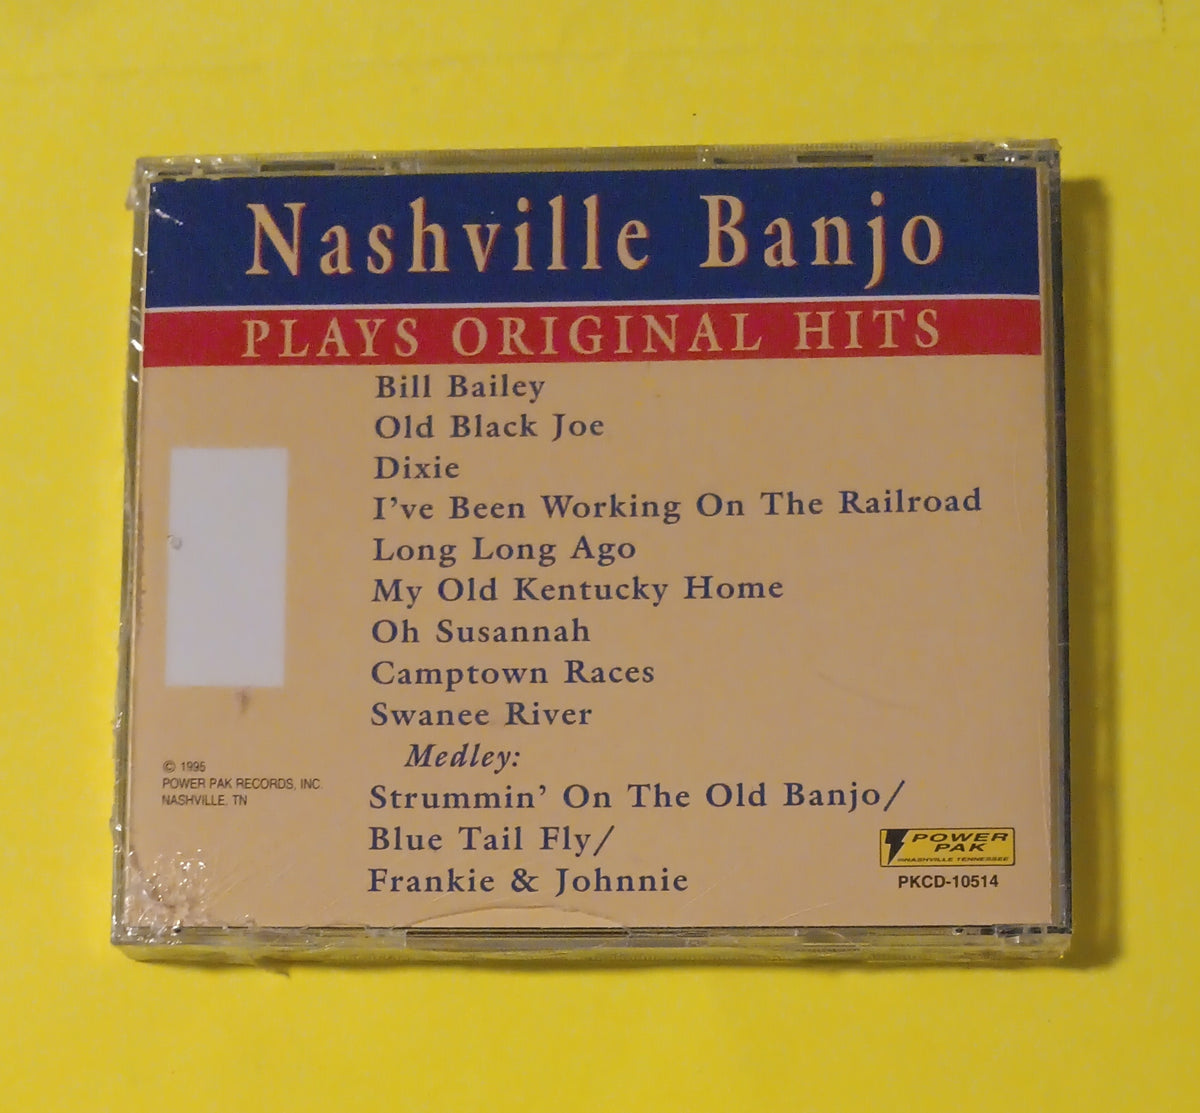 Nashville Banjo
PLAYS ORIGINAL HITS
Bill Bailey
Old Black Joe
Dixie
I've Been Working On The Railroad
Long Long Ago
My Old Kentucky Home
Oh Susannah
Camptown Races
Swanee River
Medley:
Strummin' On The Old Banjo/
Blue Tail Fly/
Frankie & Johnnie
© 1995
POWER PAK RECORDS, INC.
NASHVILLE, TN
POWER
PAK
NASHVILLE TENNESSEE
PKCD-10514